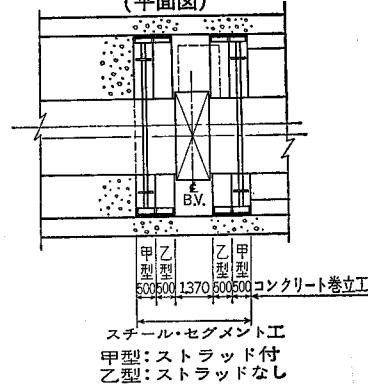 (平面図)
℄
B.V.
甲型 乙型 乙型 甲型
500 500 1,370 500 500 コンクリート巻立工
スチール・セグメント工
甲型:ストラッド付
乙型:ストラッドなし